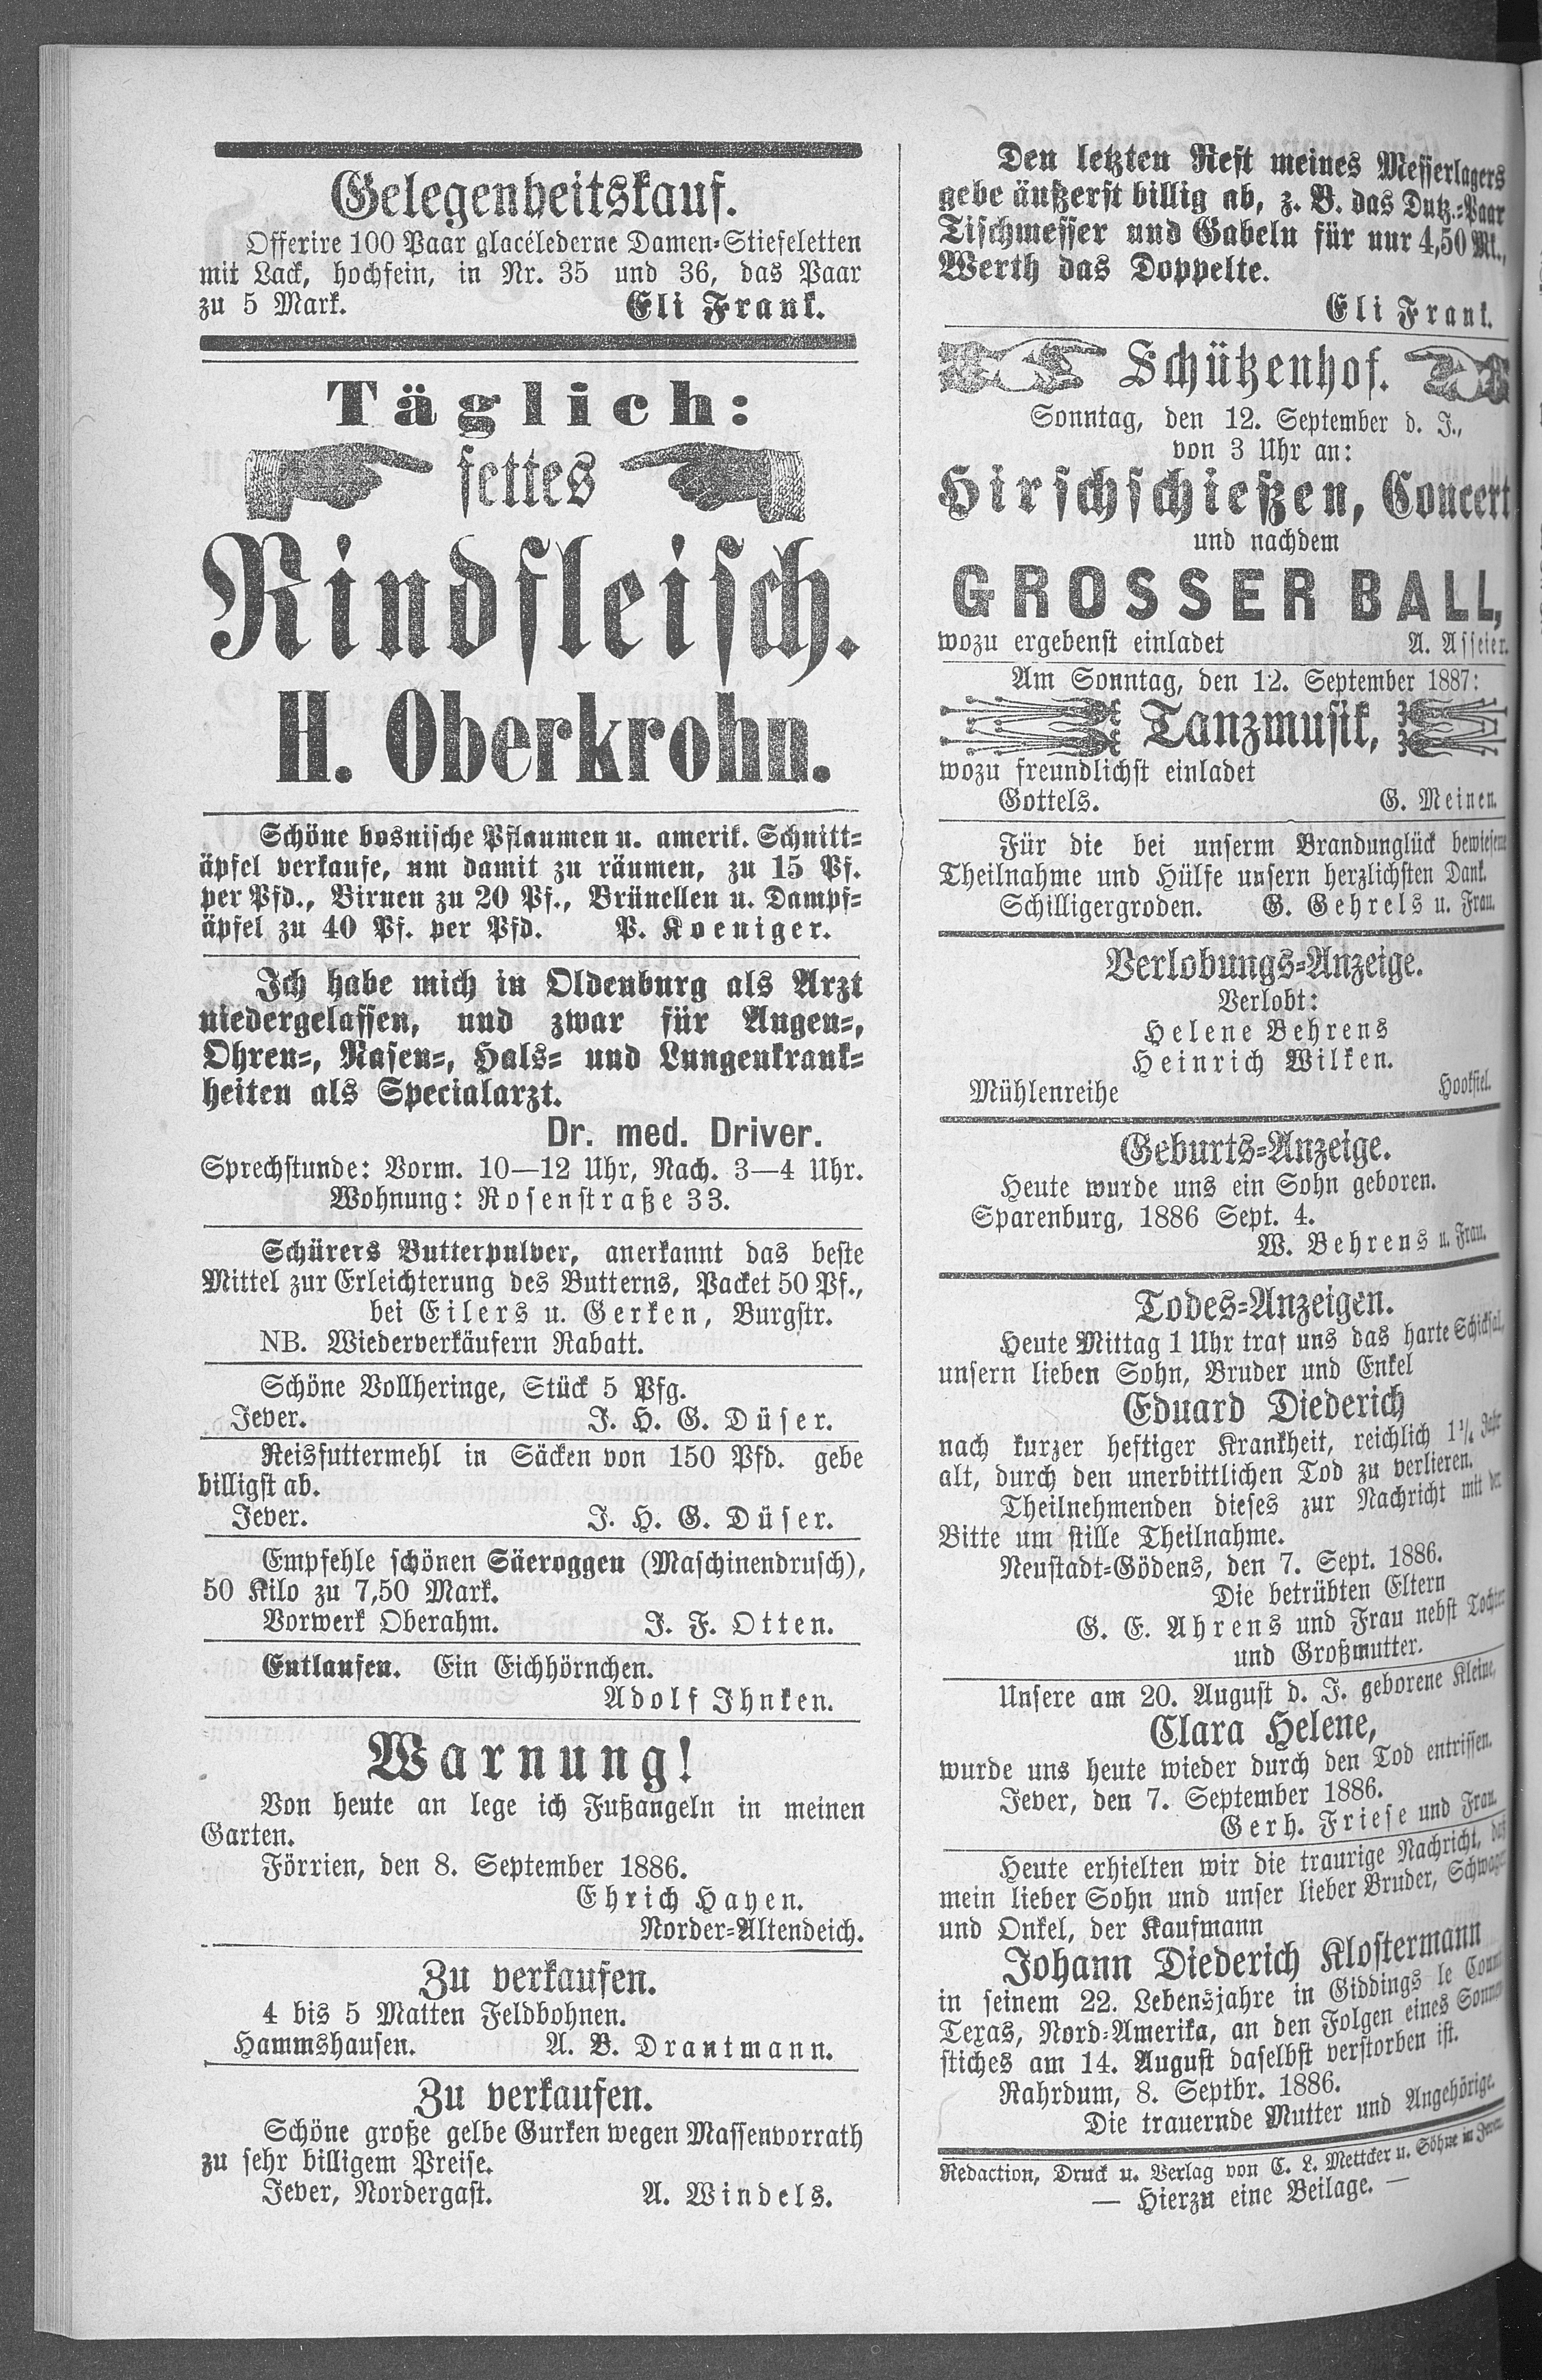 Gelegenheitskauf.
Offerire 100 Paar glacélederne Damen-Stiefeletten
mit Lack, hochfein, in Nr. 35 und 36, das Paar
zu 5 Mark. Eli Frank.
Täglich:
fettes
Rindfleisch.
H. Oberkrohn.
Schöne bosnische Pflaumen u. amerik. Schnitt-
äpfel verkaufe, um damit zu räumen, zu 15 Pf.
per Pfd., Birnen zu 20 Pf., Brünellen u. Dampf-
äpfel zu 40 Pf. per Pfd. P. Koeniger.
Ich habe mich in Oldenburg als Arzt
niedergelassen, und zwar für Augen-,
Ohren-, Nasen-, Hals- und Lungenkrank-
heiten als Specialarzt.
Dr. med. Driver.
Sprechstunde: Vorm. 10—12 Uhr, Nach. 3—4 Uhr.
Wohnung: Rosenstraße 33.
Schürers Butterpulver, anerkannt das beste
Mittel zur Erleichterung des Butterns, Packet 50 Pf.,
bei Eilers u. Gerken, Burgstr.
NB. Wiederverkäufern Rabatt.
Schöne Vollheringe, Stück 5 Pfg.
Jever. J. H. G. Düser.
Reisfuttermehl in Säcken von 150 Pfd. gebe
billigst ab.
Jever. J. H. G. Düser.
Empfehle schönen Säeroggen (Maschinendrusch),
50 Kilo zu 7,50 Mark.
Vorwerk Oberahm. J. F. Otten.
Entlaufen. Ein Eichhörnchen.
Adolf Ihnken.
Warnung!
Von heute an lege ich Fußangeln in meinen
Garten.
Förrien, den 8. September 1886.
Ehrich Hayen.
Norder-Altendeich.
Zu verkaufen.
4 bis 5 Matten Feldbohnen.
Hammshausen. A. B. Drantmann.
Zu verkaufen.
Schöne große gelbe Gurken wegen Massenvorrath
zu sehr billigem Preise.
Jever, Nordergast. A. Windels.
Den letzten Rest meines Messerlagers
gebe äußerst billig ab, z. B. das Dutz.-Paar
Tischmesser und Gabeln für nur 4,50 Mk.,
Werth das Doppelte.
Eli Frank.
Schützenhof.
Sonntag, den 12. September d. J.,
von 3 Uhr an:
Hirschschießen, Concert
und nachdem
GROSSER BALL,
wozu ergebenst einladet A. Asseier.
Am Sonntag, den 12. September 1887:
Tanzmusik,
wozu freundlichst einladet
Gottels. G. Meinen.
Für die bei unserm Brandunglück bewiesene
Theilnahme und Hülfe unsern herzlichsten Dank.
Schilligergroden. G. Gehrels u. Frau.
Verlobungs-Anzeige.
Verlobt:
Helene Behrens
Heinrich Wilken.
Mühlenreihe Hooksiel.
Geburts-Anzeige.
Heute wurde uns ein Sohn geboren.
Sparenburg, 1886 Sept. 4.
W. Behrens u. Frau.
Todes-Anzeigen.
Heute Mittag 1 Uhr traf uns das harte Schicksal,
unsern lieben Sohn, Bruder und Enkel
Eduard Diederich
nach kurzer heftiger Krankheit, reichlich 1¼ Jahr
alt, durch den unerbittlichen Tod zu verlieren.
Theilnehmenden dieses zur Nachricht mit der
Bitte um stille Theilnahme.
Neustadt-Gödens, den 7. Sept. 1886.
Die betrübten Eltern
G. E. Ahrens und Frau nebst Tochter
und Großmutter.
Unsere am 20. August d. J. geborene Kleine,
Clara Helene,
wurde uns heute wieder durch den Tod entrissen.
Jever, den 7. September 1886.
Gerh. Friese und Frau.
Heute erhielten wir die traurige Nachricht, daß
mein lieber Sohn und unser lieber Bruder, Schwager
und Onkel, der Kaufmann
Johann Diederich Klostermann
in seinem 22. Lebensjahre in Giddings le
Texas, Nord-Amerika, an den Folgen eines Sonnen-
stiches am 14. August daselbst verstorben ist.
Rahrdum, 8. Septbr. 1886.
Die trauernde Mutter und Angehörige.
Redaction, Druck u. Verlag von C. L. Mettcker u. Söhne in Jever.
— Hierzu eine Beilage. —